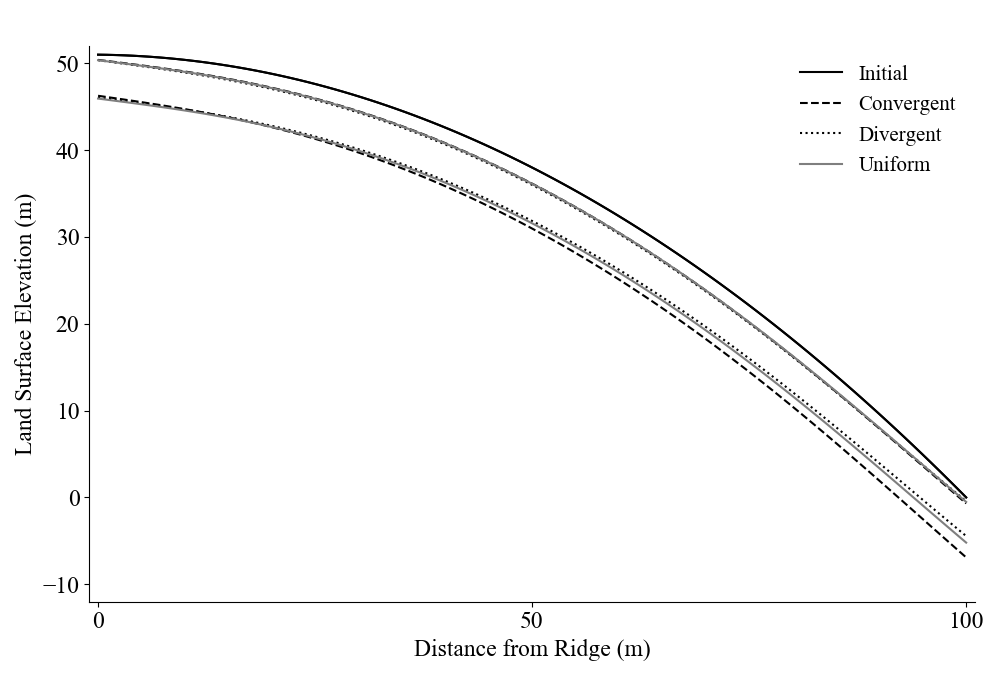 50
40
30
20
10
0
−10
Land Surface Elevation (m)
Initial
Convergent
Divergent
Uniform
0
50
100
Distance from Ridge (m)